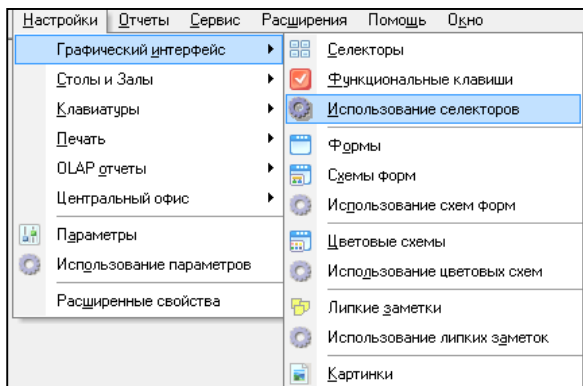 Настройки Отчеты Сервис Расширения Помощь Окно
Графический интерфейс
Столы и Залы
Клавиатуры
Печать
OLAP отчеты
Центральный офис
Параметры
Использование параметров
Расширенные свойства
Селекторы
Функциональные клавиши
Использование селекторов
Формы
Схемы форм
Использование схем форм
Цветовые схемы
Использование цветовых схем
Липкие заметки
Использование липких заметок
Картинки